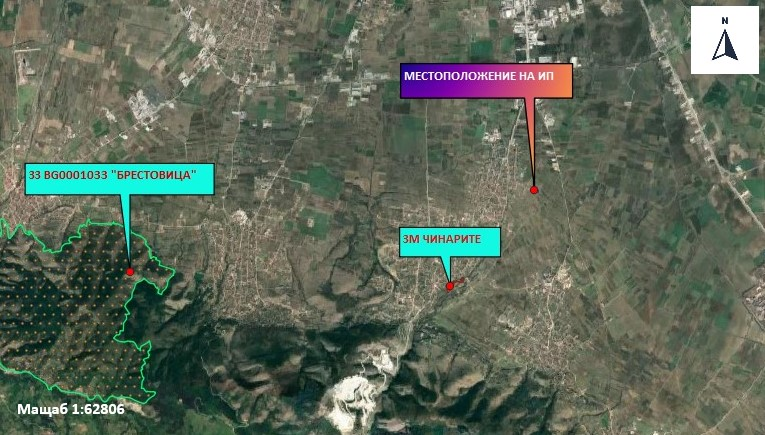 N
МЕСТОПОЛОЖЕНИЕ НА ИП
33 BG0001033 "БРЕСТОВИЦА"
ЗМ ЧИНАРИТЕ
Мащаб 1:62806